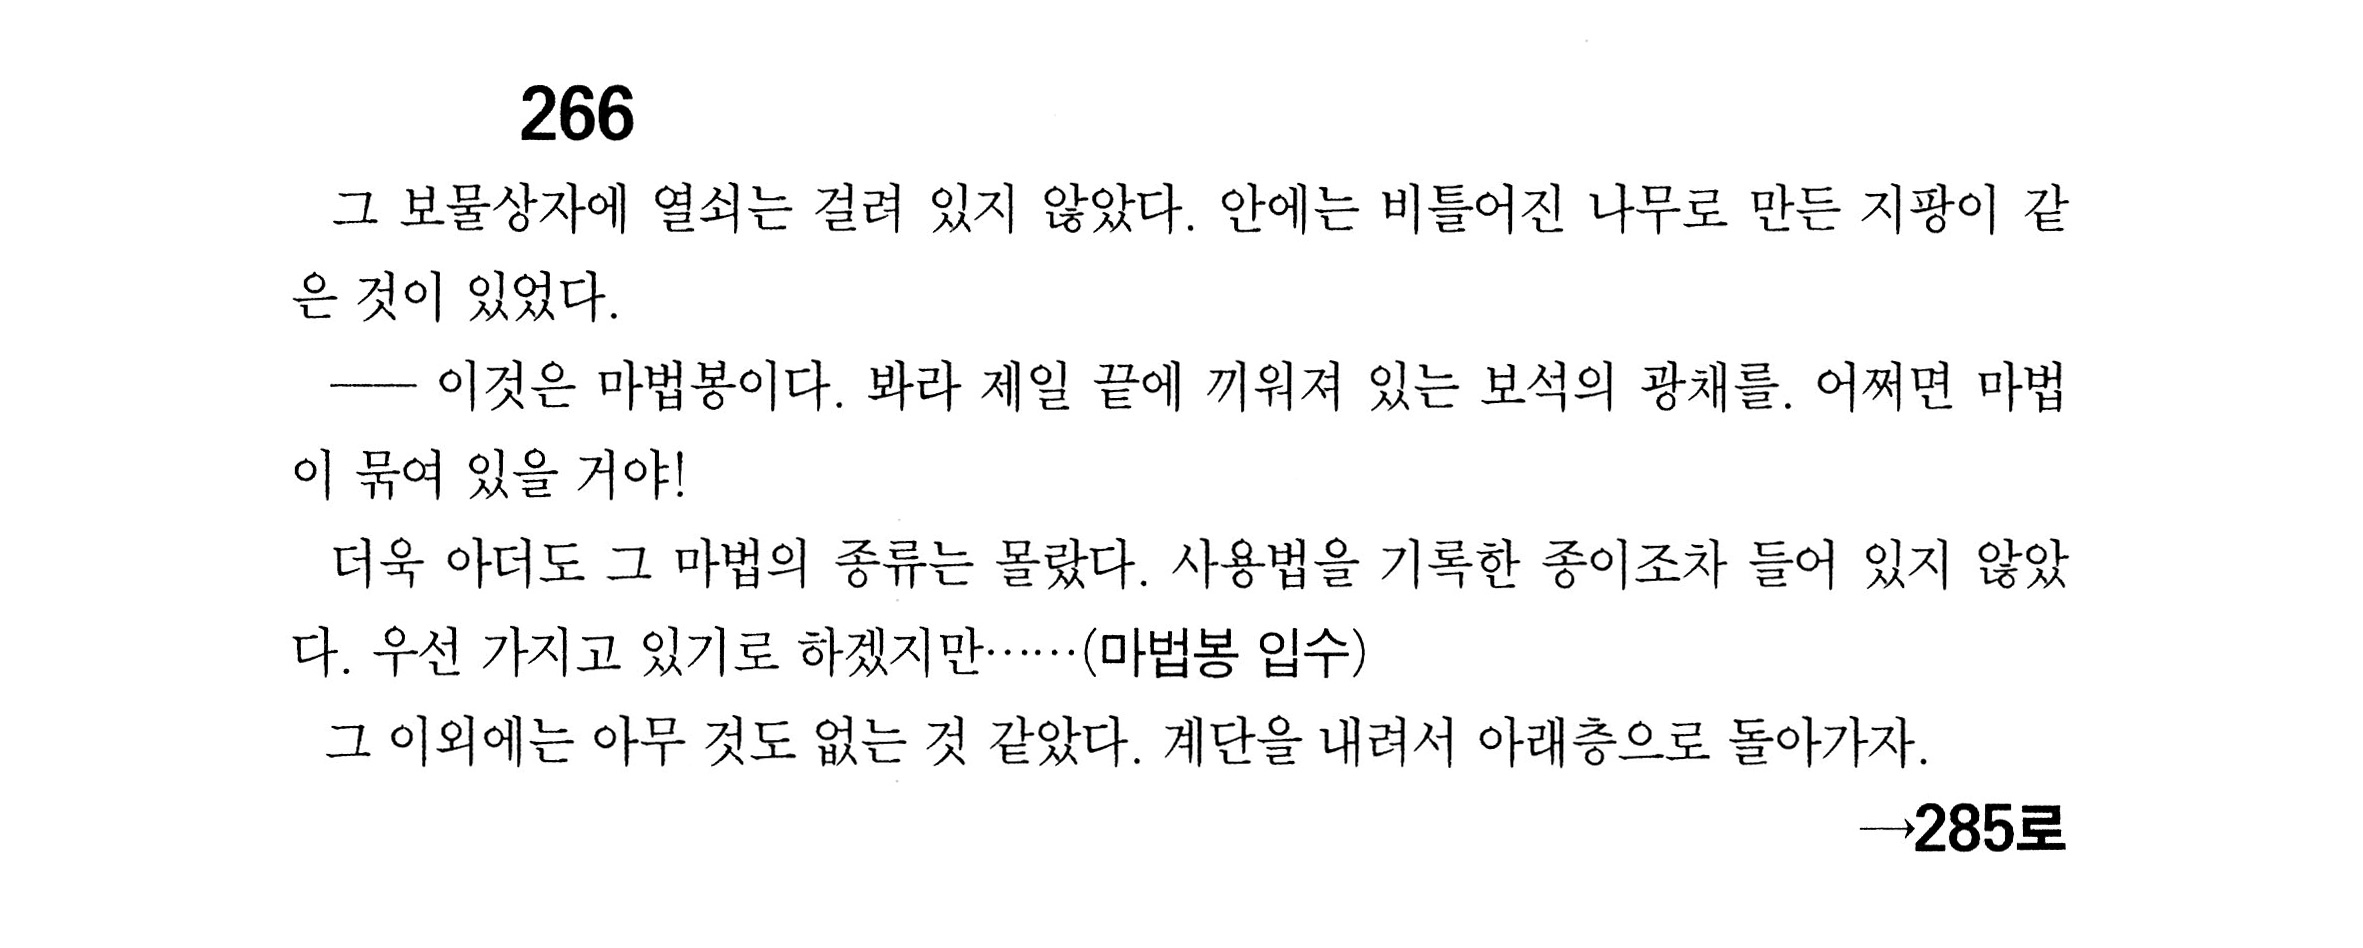 266
그 보물상자에 열쇠는 걸려 있지 않았다. 안에는 비틀어진 나무로 만든 지팡이 같
은 것이 있었다.
── 이것은 마법봉이다. 봐라 제일 끝에 끼워져 있는 보석의 광채를. 어쩌면 마법
이 묶여 있을 거야!
더욱 아더도 그 마법의 종류는 몰랐다. 사용법을 기록한 종이조차 들어 있지 않았
다. 우선 가지고 있기로 하겠지만……(마법봉 입수)
그 이외에는 아무 것도 없는 것 같았다. 계단을 내려서 아래층으로 돌아가자.
→285로